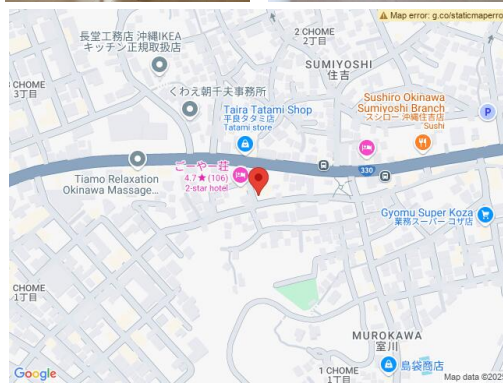 Map error: g.co/staticmaperro
長堂工務店 沖縄IKEA
キッチン正規取扱店
2 CHOME
2丁目
SUMIYOSHI
住吉
3 CHOME
3丁目
くわえ朝千夫事務所
Sushiro Okinawa
Sumiyoshi Branch
スシロー 沖縄住吉店
Sushi
P
Taira Tatami Shop
平良タタミ店
Tatami store
ごーやー荘
4.7★(106)
2-star hotel
330
Tiamo Relaxation
Okinawa Massage...
Gyomu Super Koza
業務スーパー コザ店
CHOME
1丁目
MUROKAWA
室川
島袋商店
1 CHOME
1丁目
Google
Map data ©202